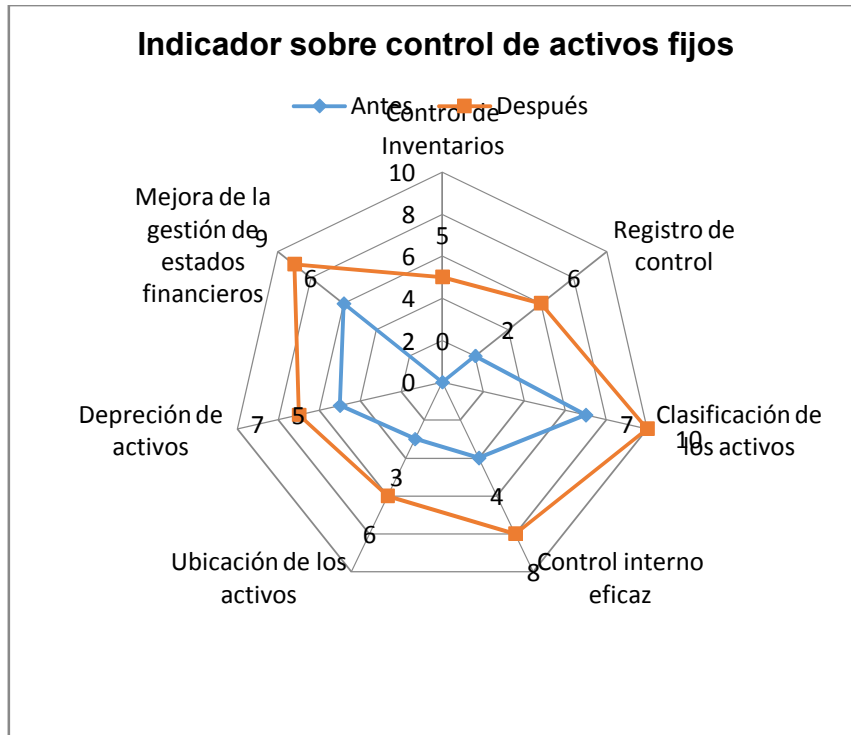 Indicador sobre control de activos fijos
Antes Después
Control de
Inventarios
Registro de
control
Clasificación de
los activos
Control interno
eficaz
Ubicación de los
activos
Depreción de
activos
Mejora de la
gestión de
estados
financieros
10
8
6
4
2
0
0
2
7
4
3
5
6
5
6
10
8
6
7
9